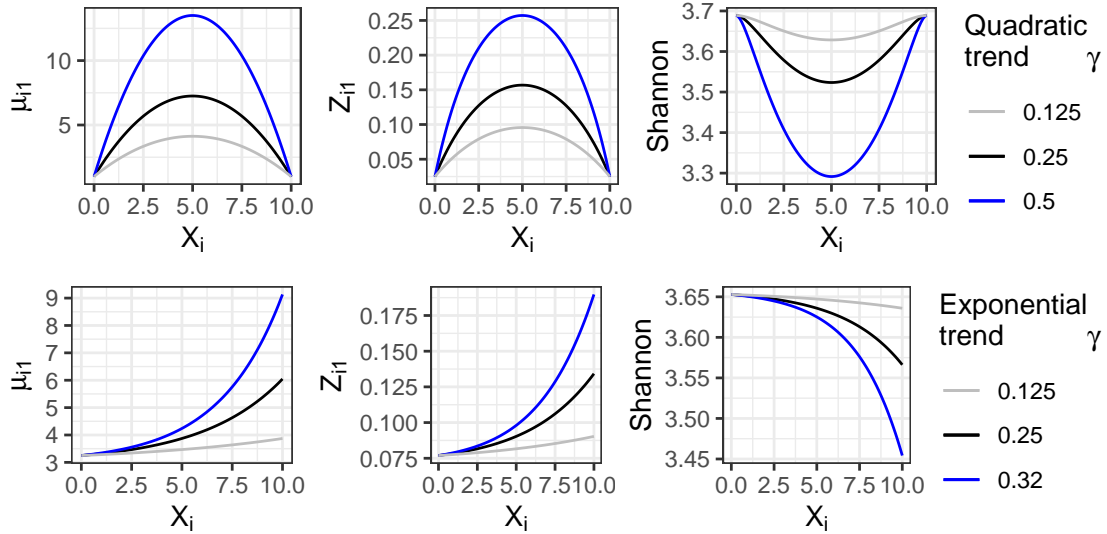 μi1
5
10
0.0 2.5 5.0 7.5 10.0
Xi
Zi1
0.25
0.20
0.15
0.10
0.05
0.0 2.5 5.0 7.5 10.0
Xi
Shannon
3.7
3.6
3.5
3.4
3.3
0.0 2.5 5.0 7.5 10.0
Xi
Quadratic
trend γ
0.125
0.25
0.5
μi1
9
8
7
6
5
4
3
0.0 2.5 5.0 7.5 10.0
Xi
Zi1
0.175
0.150
0.125
0.100
0.075
0.0 2.5 5.0 7.5 10.0
Xi
Shannon
3.65
3.60
3.55
3.50
3.45
0.0 2.5 5.0 7.5 10.0
Xi
Exponential
trend γ
0.125
0.25
0.32